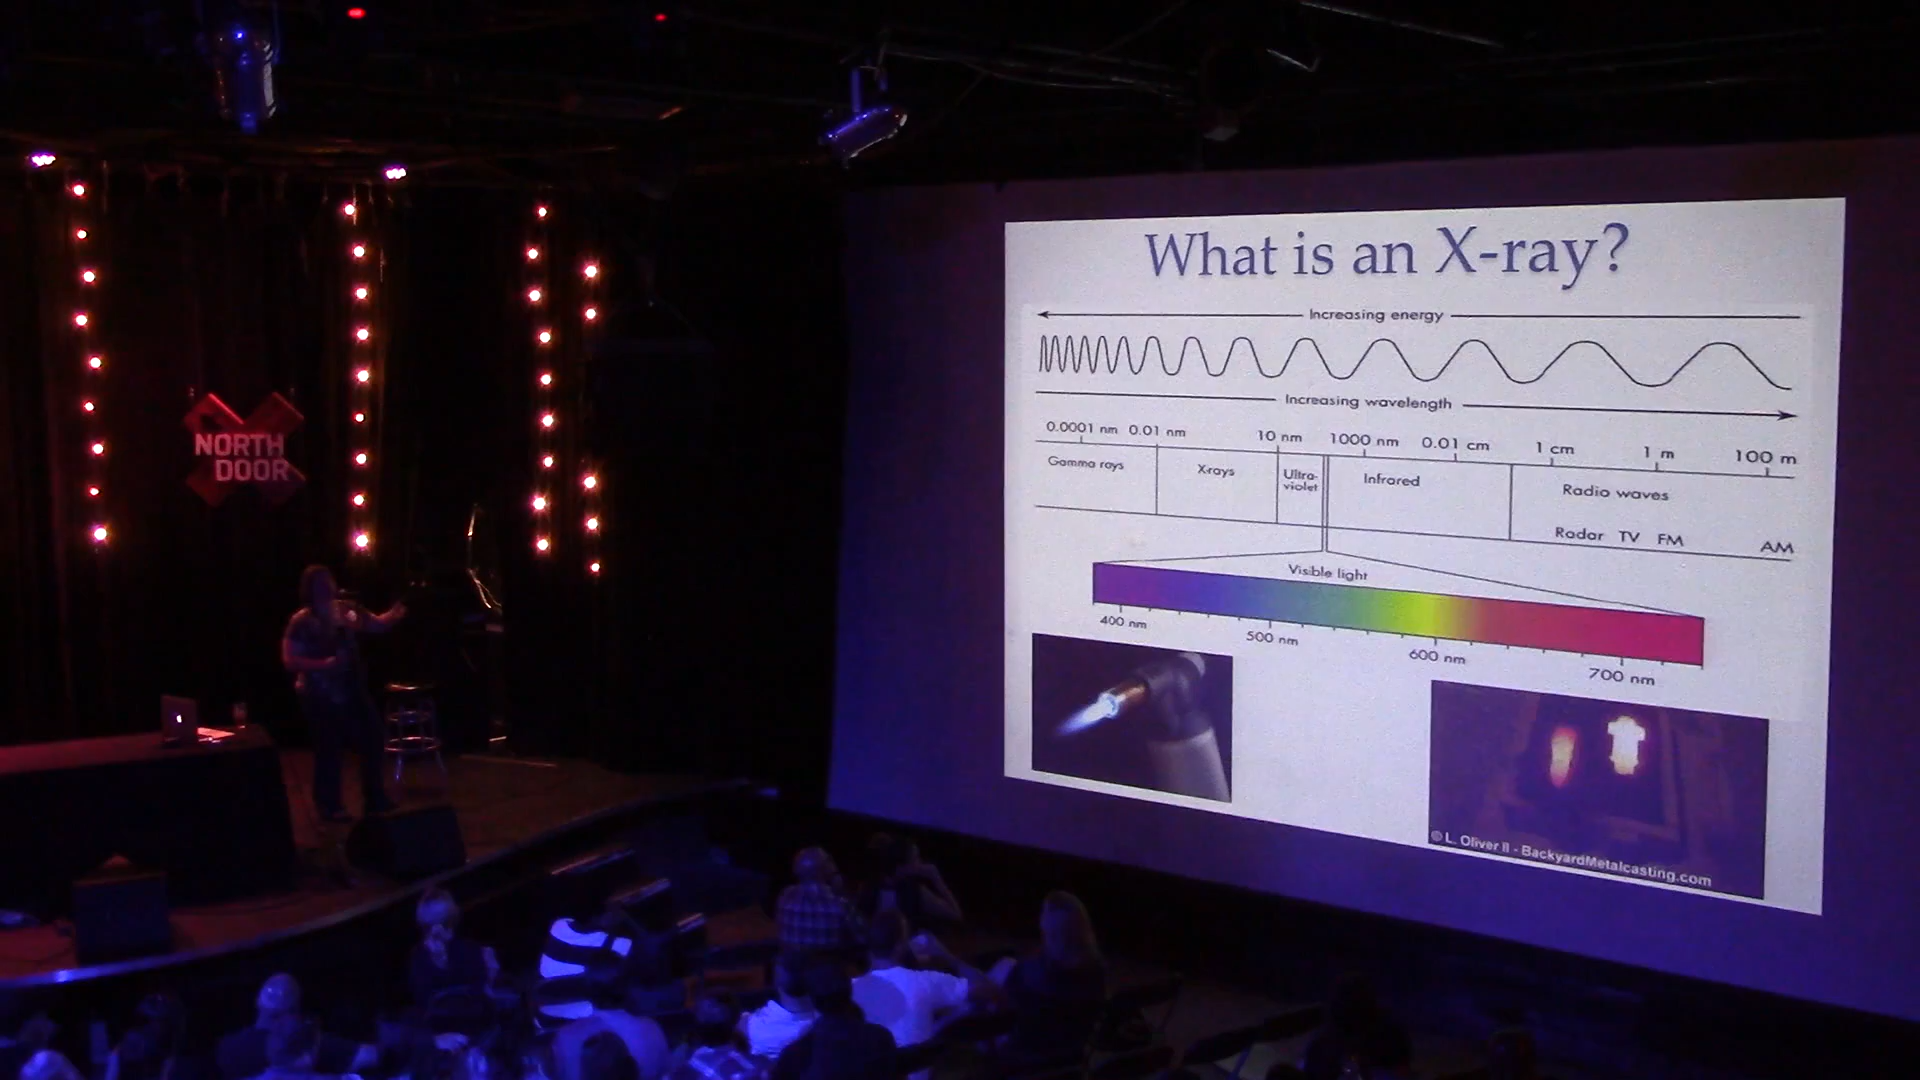 NORTH
DOOR
What is an X-ray?
Increasing energy
Increasing wavelength
0.0001 nm 0.01 nm 10 nm 1000 nm 0.01 cm 1 cm 1 m 100 m
Gamma rays X-rays Ultra-
violet Infrared Radio waves
Radar TV FM AM
Visible light
400 nm 500 nm 600 nm 700 nm
© L. Oliver II - BackyardMetalcasting.com